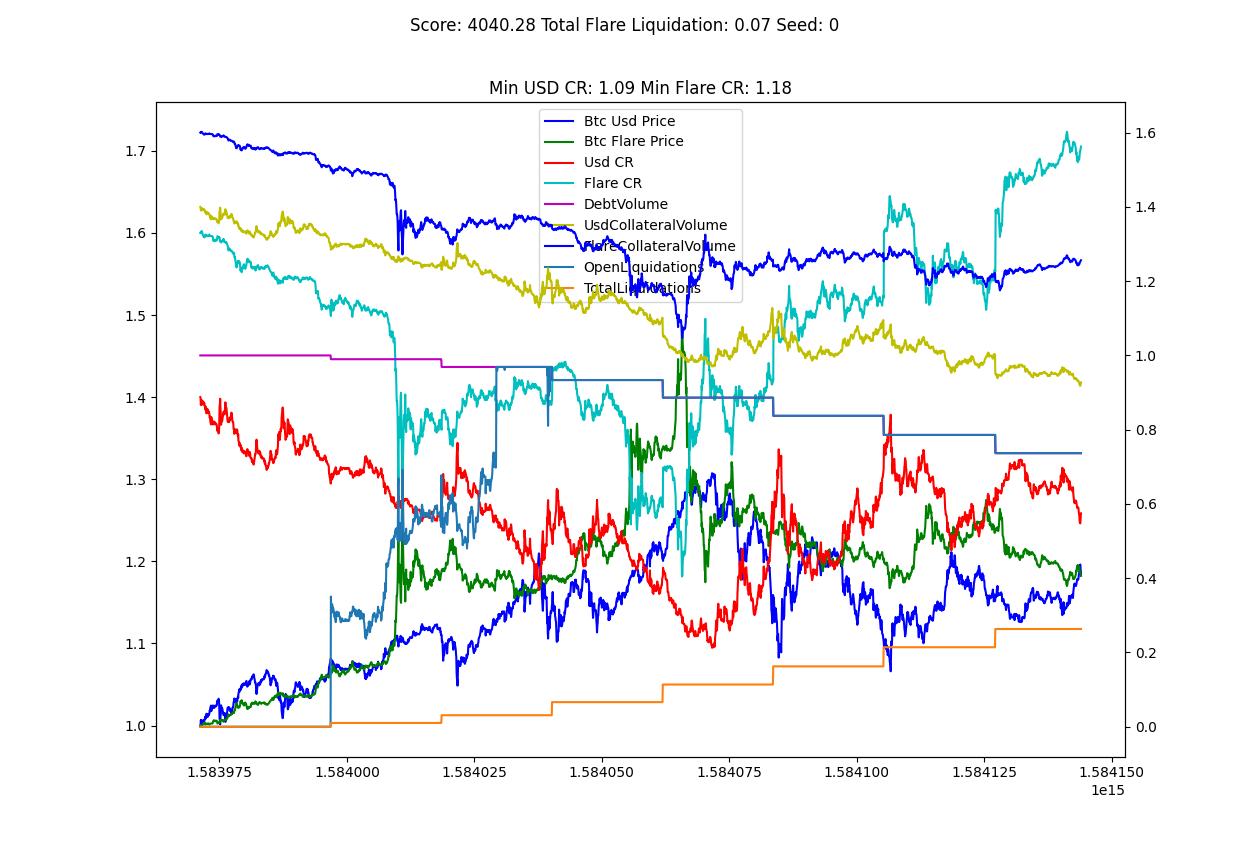 Score: 4040.28 Total Flare Liquidation: 0.07 Seed: 0
Min USD CR: 1.09 Min Flare CR: 1.18
Btc Usd Price
Btc Flare Price
Usd CR
Flare CR
DebtVolume
UsdCollateralVolume
FlareCollateralVolume
OpenLiquidations
TotalLiquidations
1.7
1.6
1.5
1.4
1.3
1.2
1.1
1.0
1.6
1.4
1.2
1.0
0.8
0.6
0.4
0.2
0.0
1.583975 1.584000 1.584025 1.584050 1.584075 1.584100 1.584125 1.584150
1e15